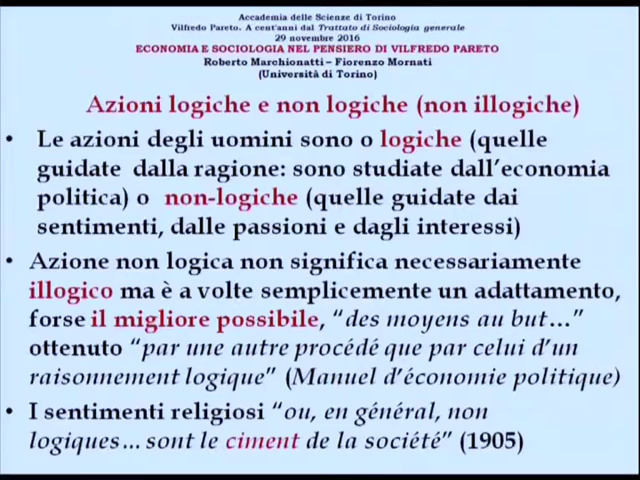 Accademia delle Scienze di Torino
Vilfredo Pareto. A cent'anni dal Trattato di Sociologia generale
29 novembre 2016
ECONOMIA E SOCIOLOGIA NEL PENSIERO DI VILFREDO PARETO
Roberto Marchionatti – Fiorenzo Mornati
(Università di Torino)
Azioni logiche e non logiche (non illogiche)
• Le azioni degli uomini sono o logiche (quelle
guidate dalla ragione: sono studiate dall'economia
politica) o non-logiche (quelle guidate dai
sentimenti, dalle passioni e dagli interessi)
• Azione non logica non significa necessariamente
illogico ma è a volte semplicemente un adattamento,
forse il migliore possibile, "des moyens au but…"
ottenuto "par une autre procédé que par celui d'un
raisonnement logique" (Manuel d'économie politique)
• I sentimenti religiosi "ou, en général, non
logiques… sont le ciment de la société" (1905)